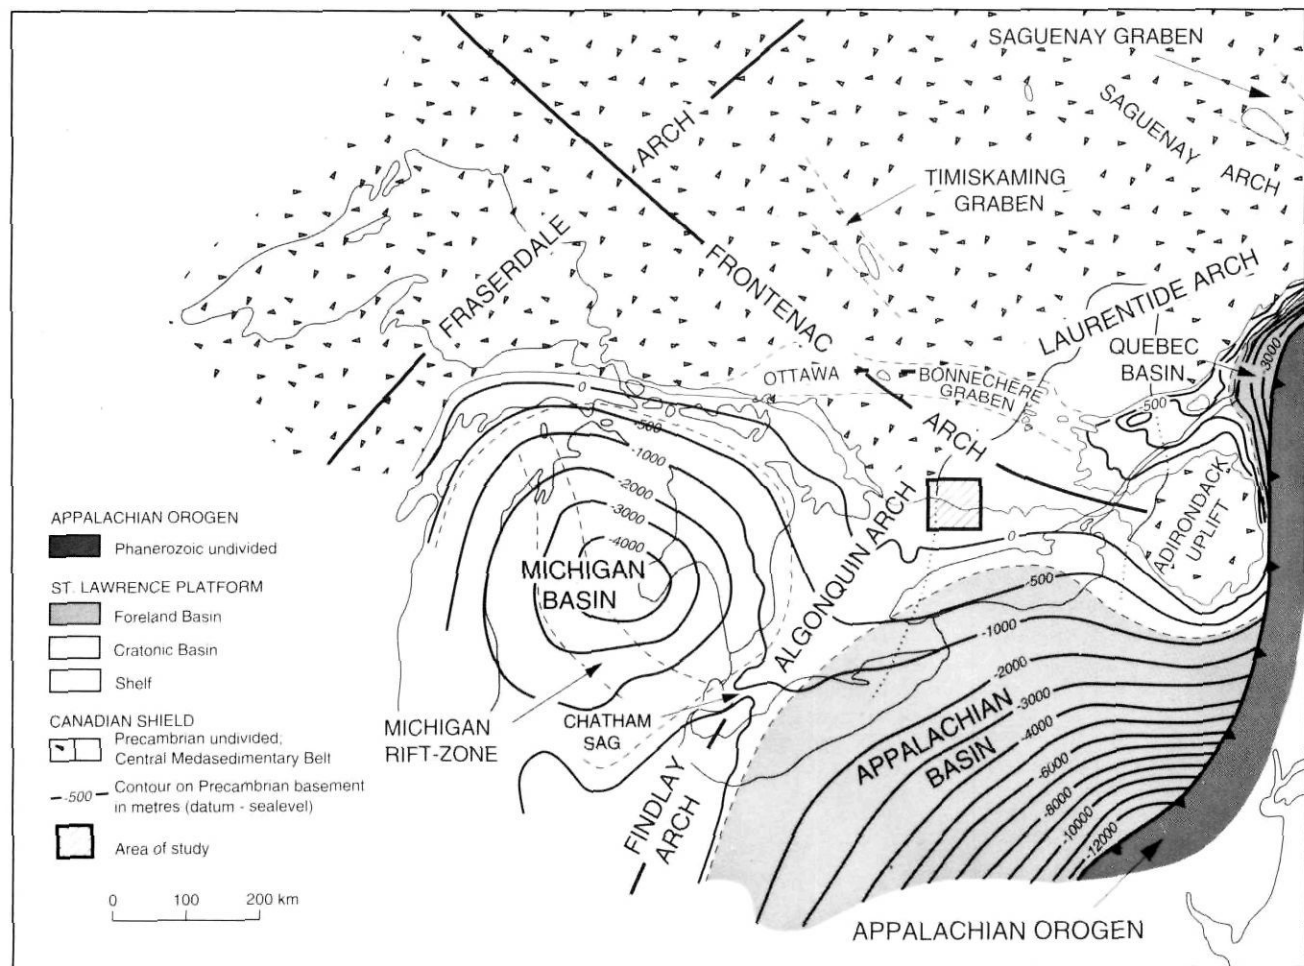 SAGUENAY GRABEN
SAGUENAY
ARCH
ARCH
TIMISKAMING
GRABEN
FRASERDALE
FRONTENAC
LAURENTIDE ARCH
QUEBEC
BASIN
3000
OTTAWA
BONNECHERE
GRABEN
ARCH
0
-500
-500
-1000
-2000
-3000
-4000
MICHIGAN
BASIN
ALGONQUIN ARCH
ADIRONDACK
UPLIFT
0
-500
-1000
-2000
-3000
-4000
-6000
-8000
-10000
-12000
APPALACHIAN
BASIN
MICHIGAN
RIFT-ZONE
CHATHAM
SAG
FINDLAY
ARCH
APPALACHIAN OROGEN
APPALACHIAN OROGEN
Phanerozoic undivided
ST. LAWRENCE PLATFORM
Foreland Basin
Cratonic Basin
Shelf
CANADIAN SHIELD
Precambrian undivided;
Central Medasedimentary Belt
-500 Contour on Precambrian basement
in metres (datum - sealevel)
Area of study
0 100 200 km